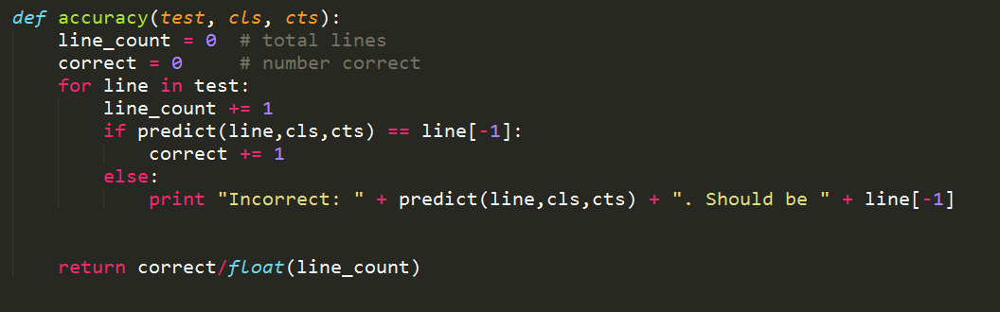 def accuracy(test, cls, cts):
    line_count = 0  # total lines
    correct = 0     # number correct
    for line in test:
        line_count += 1
        if predict(line,cls,cts) == line[-1]:
            correct += 1
        else:
            print "Incorrect: " + predict(line,cls,cts) + ". Should be " + line[-1]
    return correct/float(line_count)